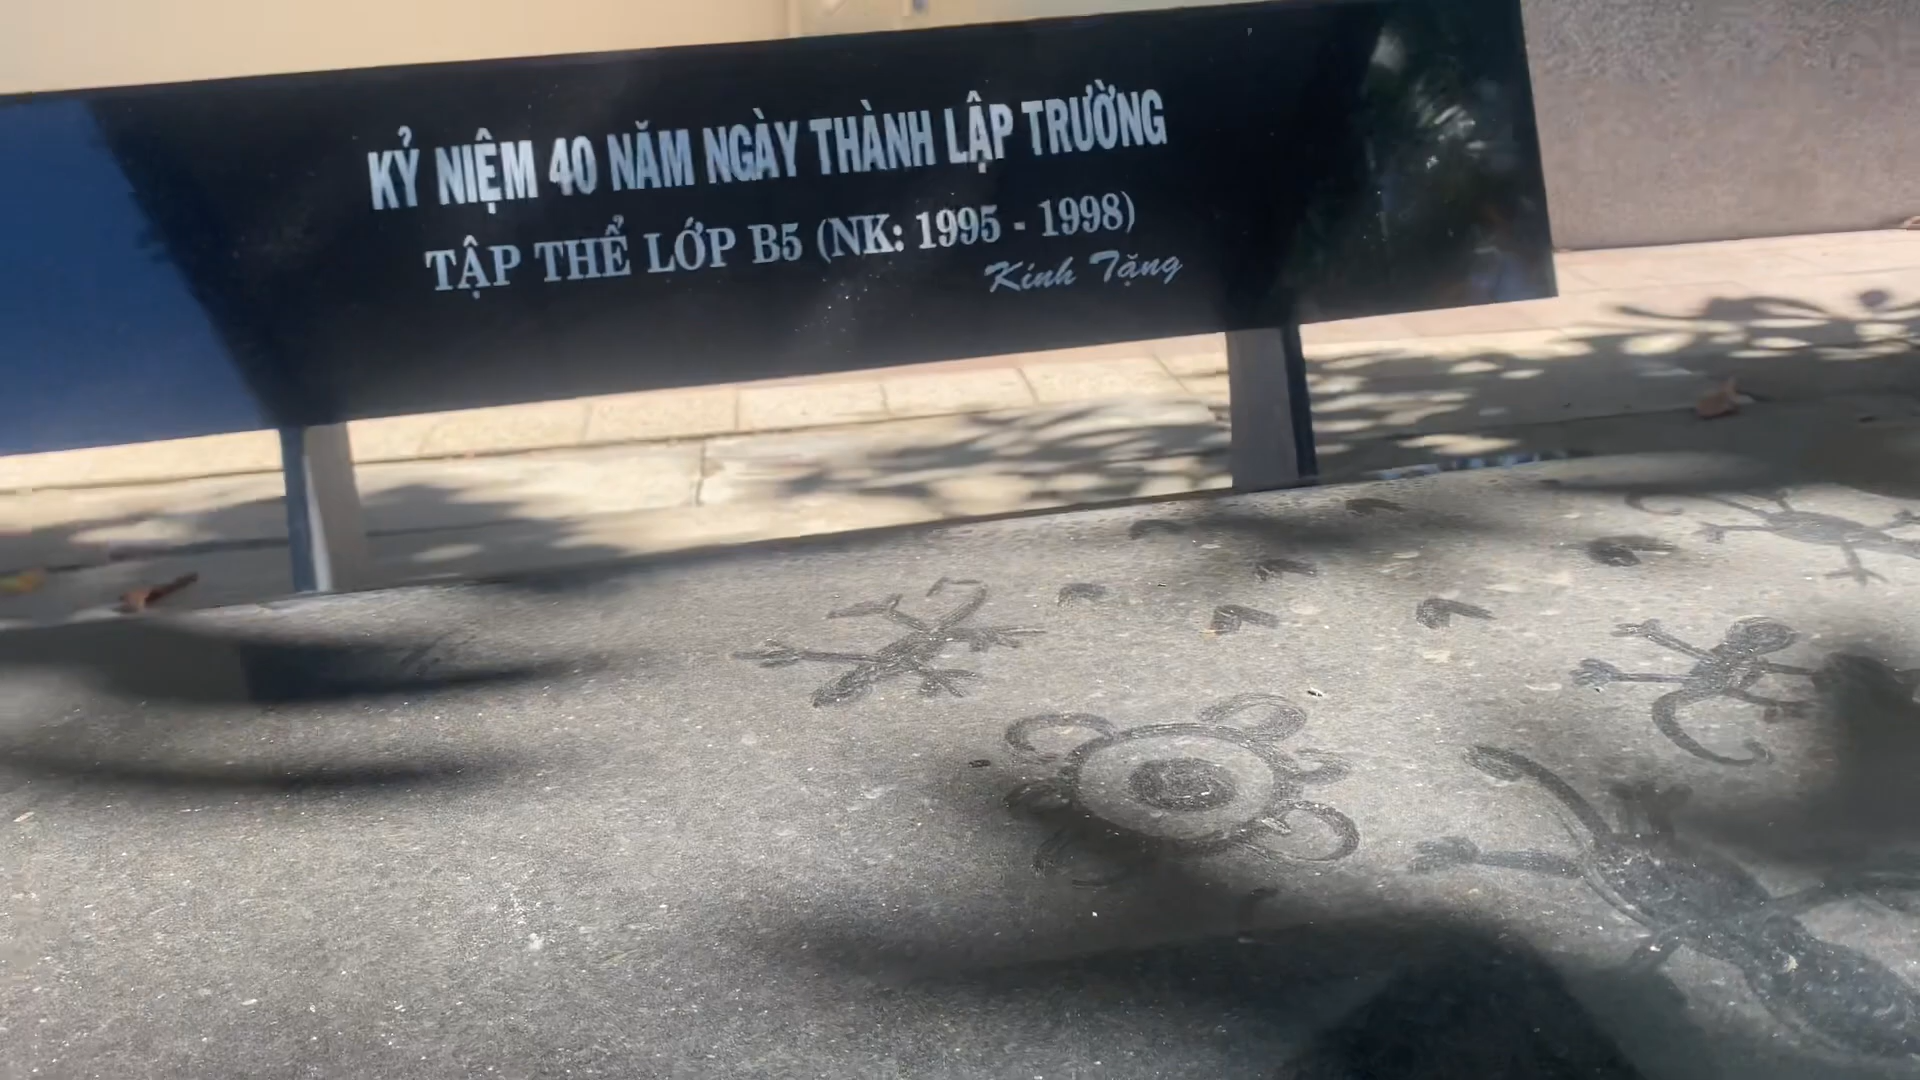 KỶ NIỆM 40 NĂM NGÀY THÀNH LẬP TRƯỜNG
TẬP THỂ LỚP B5 (NK: 1995 - 1998)
Kính Tặng